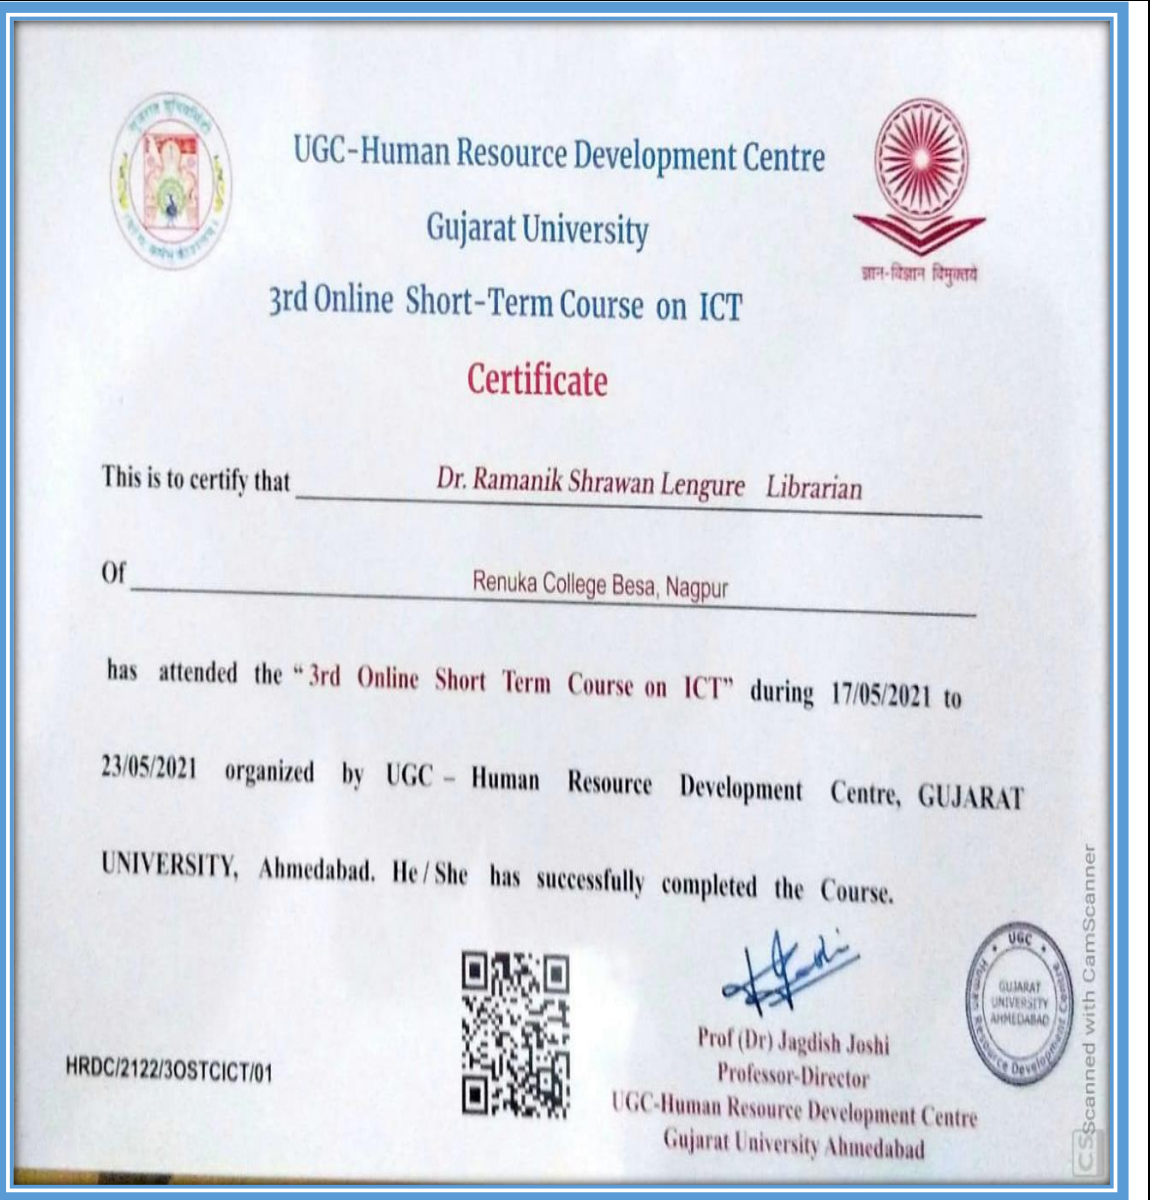 UGC-Human Resource Development Centre
Gujarat University
3rd Online Short-Term Course on ICT
ज्ञान-विज्ञान विमुक्तये
Certificate
This is to certify that Dr. Ramanik Shrawan Lengure Librarian
Of Renuka College Besa, Nagpur
has attended the “3rd Online Short Term Course on ICT” during 17/05/2021 to
23/05/2021 organized by UGC – Human Resource Development Centre, GUJARAT
UNIVERSITY, Ahmedabad. He/She has successfully completed the Course.
HRDC/2122/3OSTCICT/01
Prof (Dr) Jagdish Joshi
Professor-Director
UGC-Human Resource Development Centre
Gujarat University Ahmedabad
UGC
Human Resource Development Centre
GUJARAT
UNIVERSITY
AHMEDABAD
CS Scanned with CamScanner